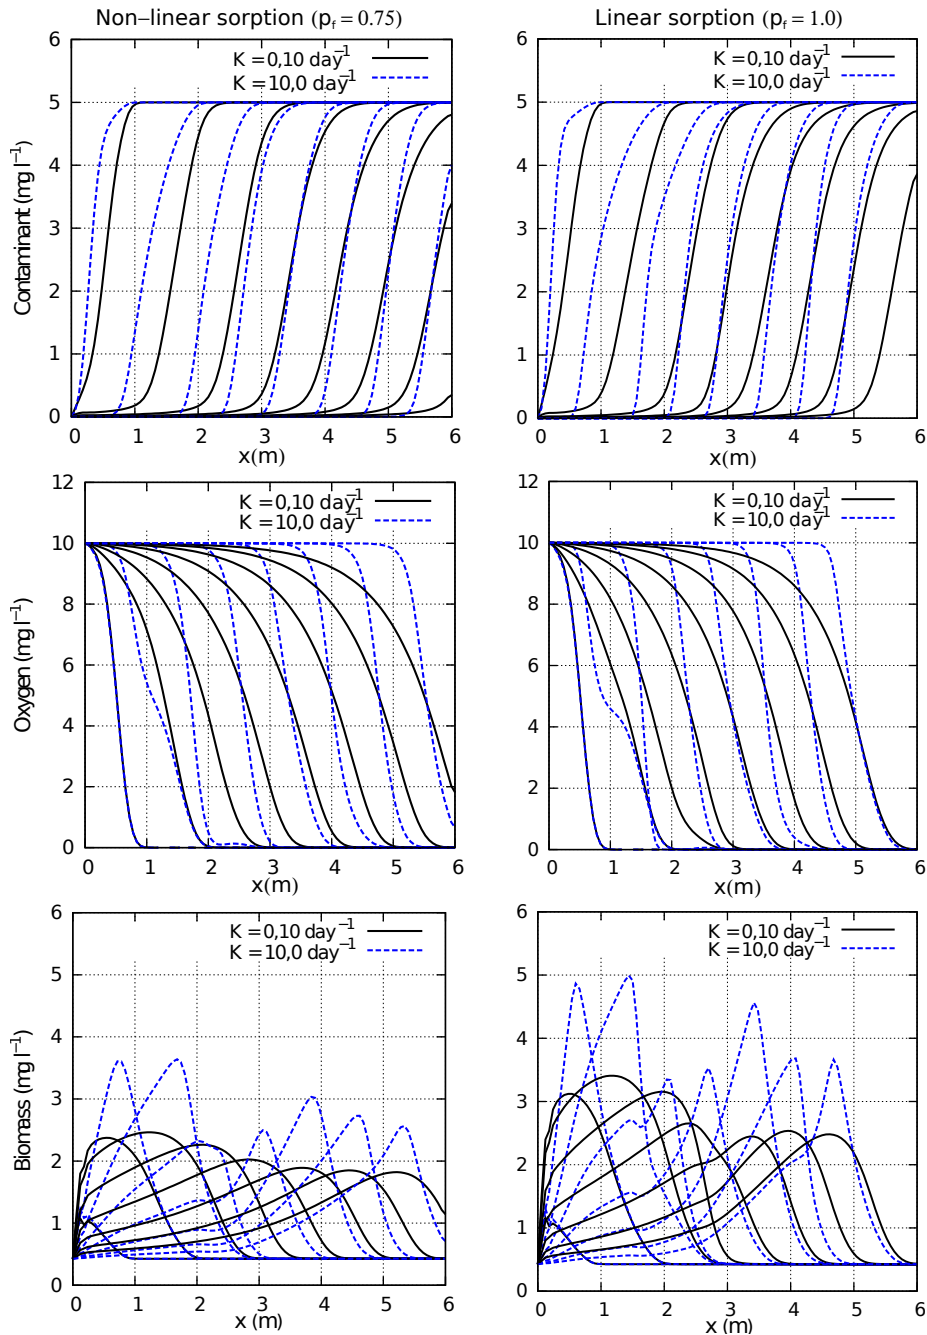 Non–linear sorption (p_f = 0.75)
K = 0,10 day⁻¹
K = 10,0 day⁻¹
Contaminant (mg l⁻¹)
6
5
4
3
2
1
0
0 1 2 3 4 5 6
x(m)
Linear sorption (p_f = 1.0)
K = 0,10 day⁻¹
K = 10,0 day⁻¹
6
5
4
3
2
1
0
0 1 2 3 4 5 6
x(m)
K = 0,10 day⁻¹
K = 10,0 day⁻¹
Oxygen (mg l⁻¹)
12
10
8
6
4
2
0
0 1 2 3 4 5 6
x(m)
K = 0,10 day⁻¹
K = 10,0 day⁻¹
12
10
8
6
4
2
0
0 1 2 3 4 5
x(m)
K = 0,10 day⁻¹
K = 10,0 day⁻¹
Biomass (mg l⁻¹)
6
5
4
3
2
1
0
0 1 2 3 4 5 6
x (m)
K = 0,10 day⁻¹
K = 10,0 day⁻¹
6
5
4
3
2
1
0
0 1 2 3 4 5 6
x (m)